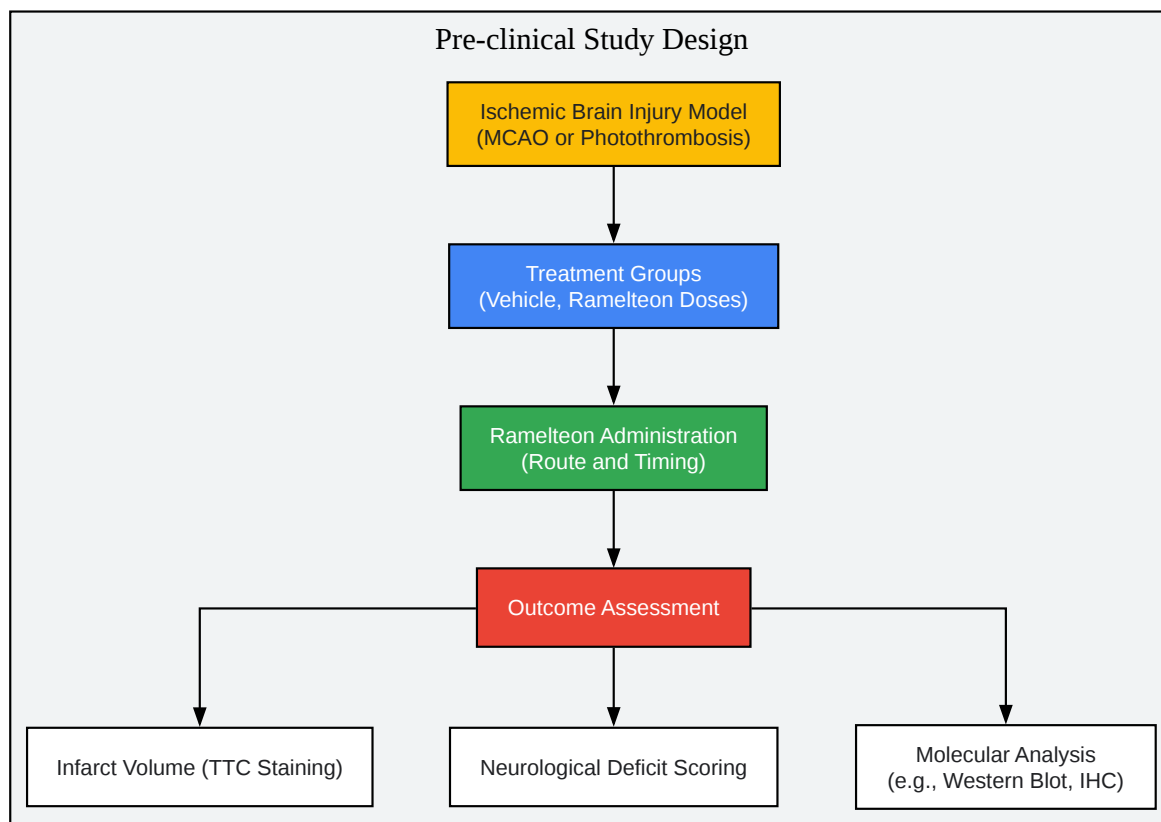 Pre-clinical Study Design
Ischemic Brain Injury Model
(MCAO or Photothrombosis)
Treatment Groups
(Vehicle, Ramelteon Doses)
Ramelteon Administration
(Route and Timing)
Outcome Assessment
Infarct Volume (TTC Staining)
Neurological Deficit Scoring
Molecular Analysis
(e.g., Western Blot, IHC)